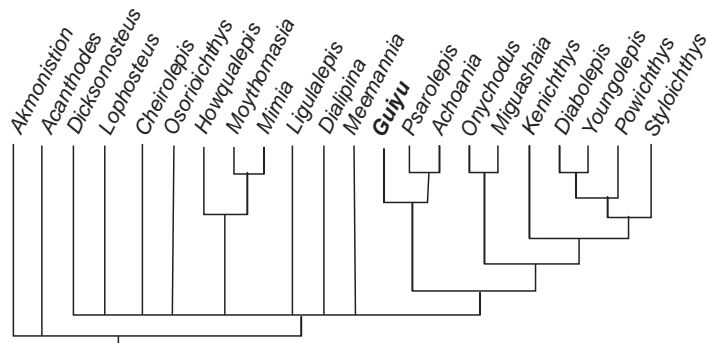 Akmonistion
Acanthodes
Dicksonosteus
Lophosteus
Cheirolepis
Osorioichthys
Howqualepis
Moythomasia
Mimia
Ligulalepis
Dialipina
Meemannia
Guiyu
Psarolepis
Achoania
Onychodus
Miguashaia
Kenichthys
Diabolepis
Youngolepis
Powichthys
Styloichthys